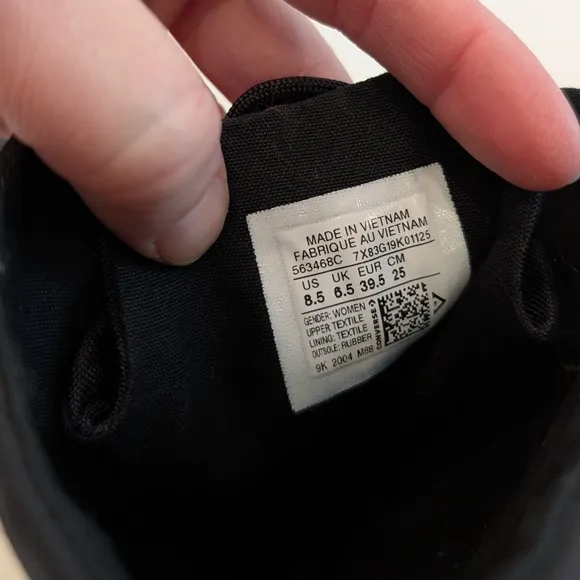 MADE IN VIETNAM
FABRIQUE AU VIETNAM
563468C 7X83G19K01125
US UK EUR CM
8.5 6.5 39.5 25
GENDER: WOMEN
UPPER TEXTILE
LINING: TEXTILE
OUTSOLE: RUBBER
CONVERSE
9K 2004 M88